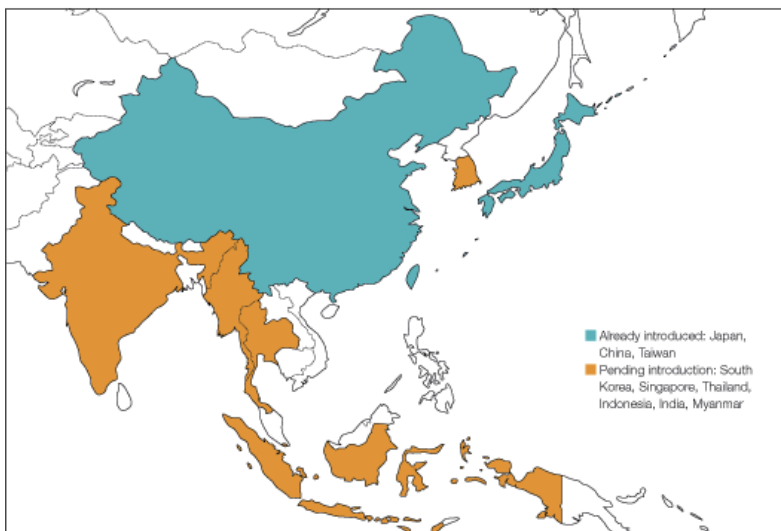 Already introduced: Japan,
China, Taiwan
Pending introduction: South
Korea, Singapore, Thailand,
Indonesia, India, Myanmar